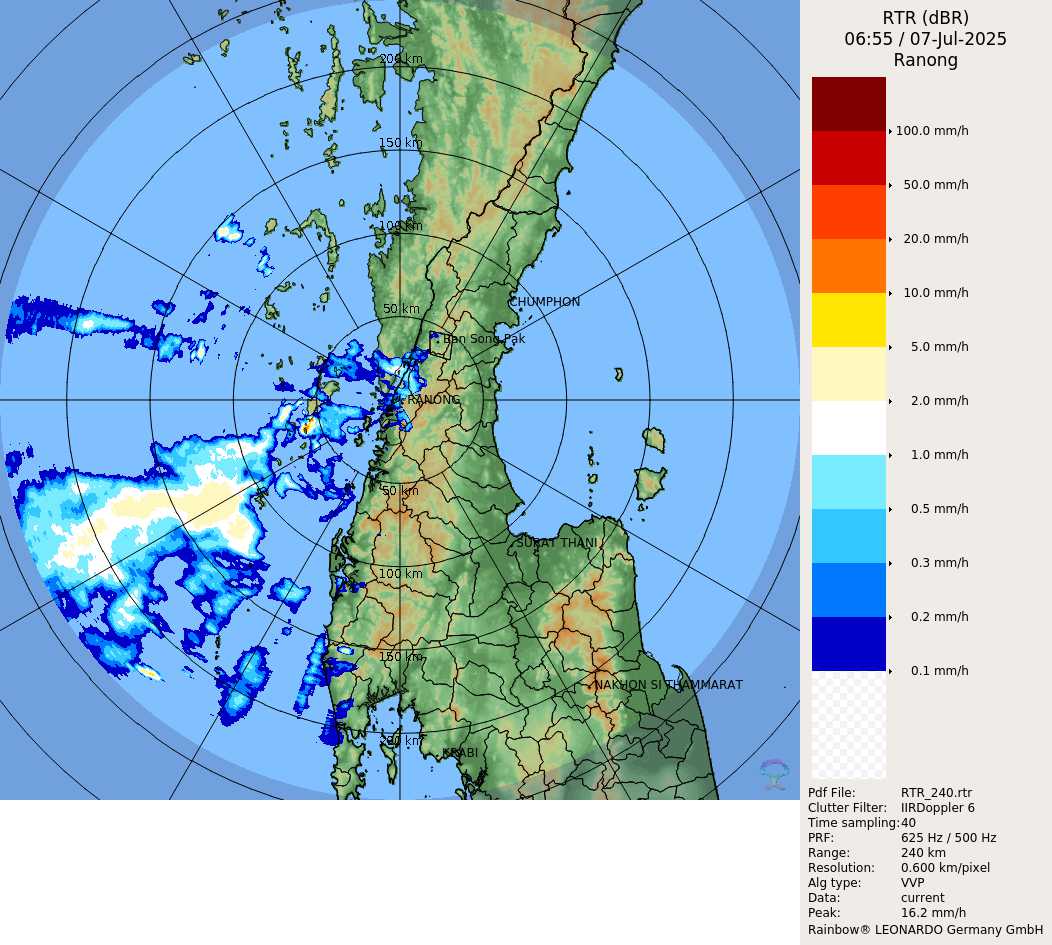 RTR (dBR)
06:55 / 07-Jul-2025
Ranong
100.0 mm/h
50.0 mm/h
20.0 mm/h
10.0 mm/h
5.0 mm/h
2.0 mm/h
1.0 mm/h
0.5 mm/h
0.3 mm/h
0.2 mm/h
0.1 mm/h
200 km
150 km
100 km
50 km
CHUMPHON
Ban Song Pak
RANONG
50 km
SURAT THANI
100 km
150 km
NAKHON SI THAMMARAT
200 km
KRABI
Pdf File: RTR_240.rtr
Clutter Filter: IIRDoppler 6
Time sampling:40
PRF: 625 Hz / 500 Hz
Range: 240 km
Resolution: 0.600 km/pixel
Alg type: VVP
Data: current
Peak: 16.2 mm/h
Rainbow® LEONARDO Germany GmbH